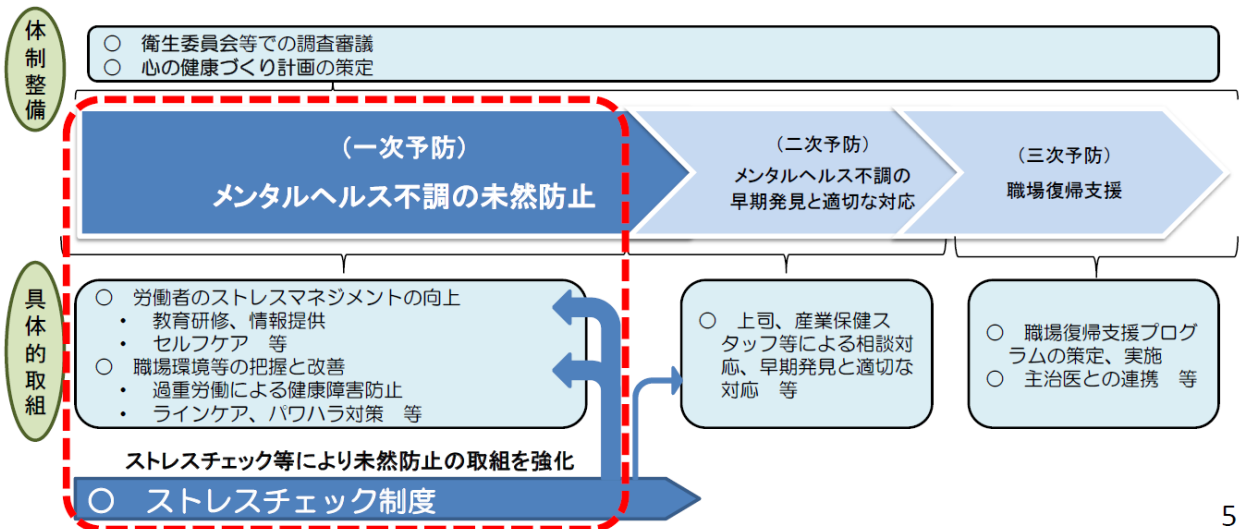 体制整備
○ 衛生委員会等での調査審議
○ 心の健康づくり計画の策定
（一次予防）
メンタルヘルス不調の未然防止
（二次予防）
メンタルヘルス不調の
早期発見と適切な対応
（三次予防）
職場復帰支援
具体的取組
○ 労働者のストレスマネジメントの向上
・ 教育研修、情報提供
・ セルフケア 等
○ 職場環境等の把握と改善
・ 過重労働による健康障害防止
・ ラインケア、パワハラ対策 等
○ 上司、産業保健ス
タッフ等による相談対
応、早期発見と適切な
対応 等
○ 職場復帰支援プログ
ラムの策定、実施
○ 主治医との連携 等
ストレスチェック等により未然防止の取組を強化
○ ストレスチェック制度
5